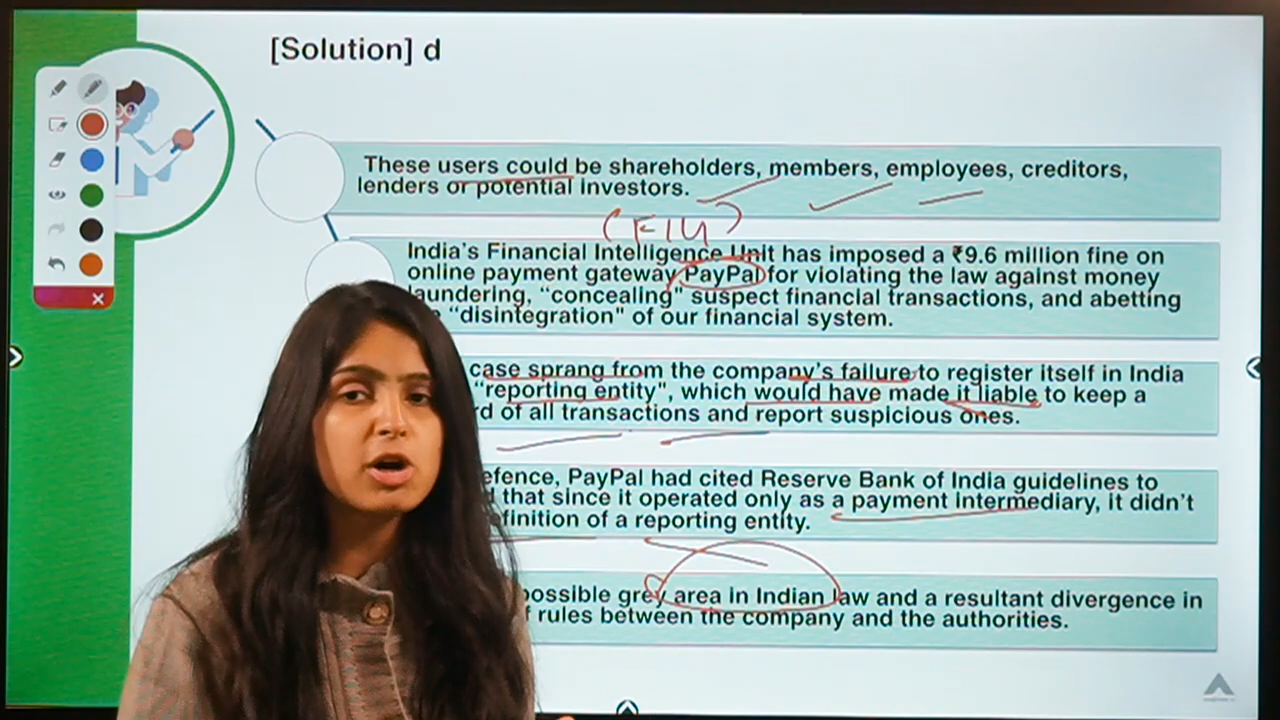 [Solution] d
These users could be shareholders, members, employees, creditors,
lenders or potential investors.
(FIU)
India's Financial Intelligence Unit has imposed a ₹9.6 million fine on
online payment gateway PayPal for violating the law against money
laundering, "concealing" suspect financial transactions, and abetting
"disintegration" of our financial system.
case sprang from the company's failure to register itself in India
"reporting entity", which would have made it liable to keep a
of all transactions and report suspicious ones.
PayPal had cited Reserve Bank of India guidelines to
that since it operated only as a payment intermediary, it didn't
of a reporting entity.
possible grey area in Indian law and a resultant divergence in
rules between the company and the authorities.